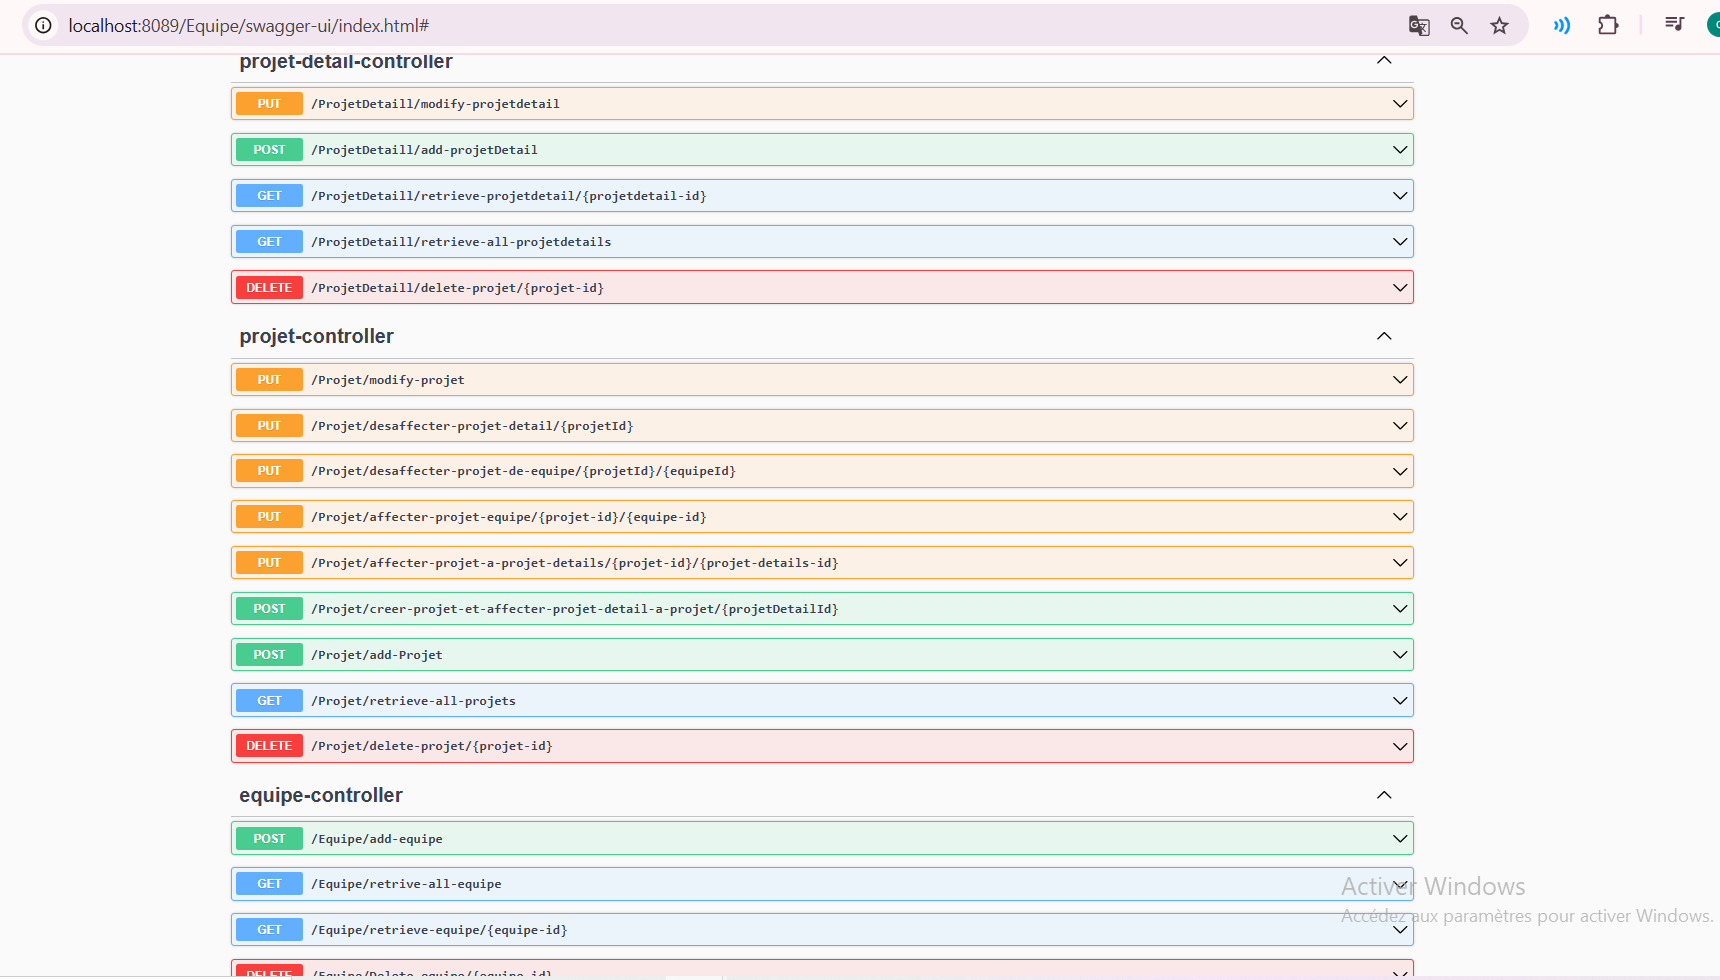 localhost:8089/Equipe/swagger-ui/index.html#
projet-detail-controller
PUT /ProjetDetaill/modify-projetdetail
POST /ProjetDetaill/add-projetDetail
GET /ProjetDetaill/retrieve-projetdetail/{projetdetail-id}
GET /ProjetDetaill/retrieve-all-projetdetails
DELETE /ProjetDetaill/delete-projet/{projet-id}
projet-controller
PUT /Projet/modify-projet
PUT /Projet/desaffecter-projet-detail/{projetId}
PUT /Projet/desaffecter-projet-de-equipe/{projetId}/{equipeId}
PUT /Projet/affecter-projet-equipe/{projet-id}/{equipe-id}
PUT /Projet/affecter-projet-a-projet-details/{projet-id}/{projet-details-id}
POST /Projet/creer-projet-et-affecter-projet-detail-a-projet/{projetDetailId}
POST /Projet/add-Projet
GET /Projet/retrieve-all-projets
DELETE /Projet/delete-projet/{projet-id}
equipe-controller
POST /Equipe/add-equipe
GET /Equipe/retrive-all-equipe
Activer Windows
Accédez aux paramètres pour activer Windows.
GET /Equipe/retrieve-equipe/{equipe-id}
DELETE /Equipe/Delete-equipe/{equipe-id}